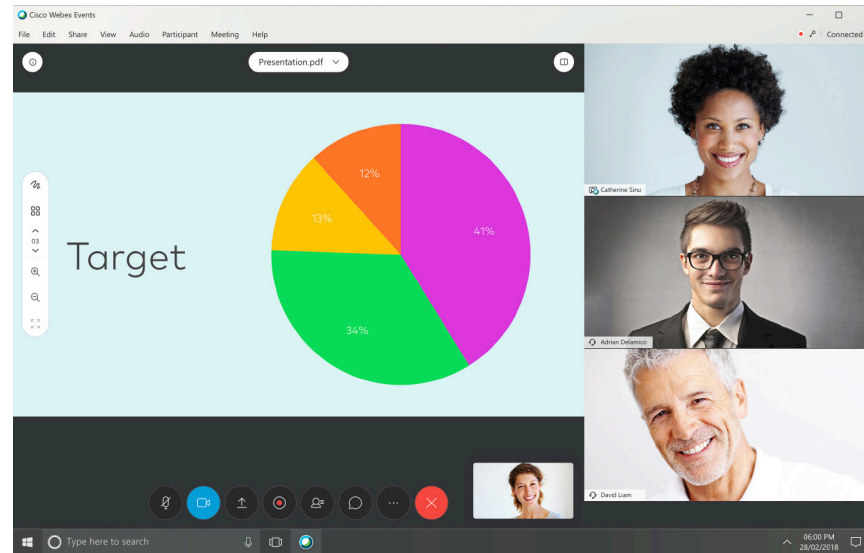 Cisco Webex Events
File Edit Share View Audio Participant Meeting Help
Connected
Presentation.pdf
12%
13%
41%
34%
03
Target
Catherine Sinu
Adrian Delamico
David Liam
Type here to search
06:00 PM
28/02/2018